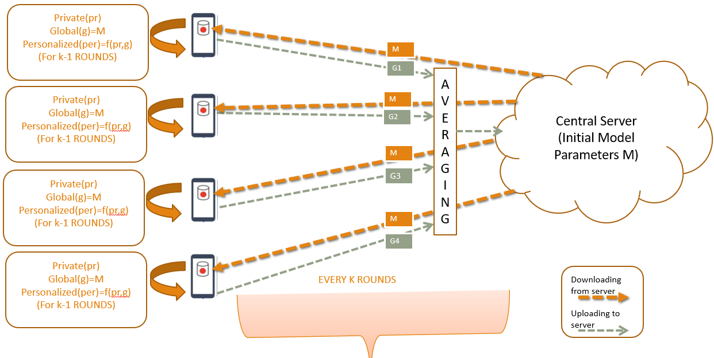 Private(pr)
Global(g)=M
Personalized(per)=f(pr,g)
(For k-1 ROUNDS)
Private(pr)
Global(g)=M
Personalized(per)=f(pr,g)
(For k-1 ROUNDS)
Private(pr)
Global(g)=M
Personalized(per)=f(pr,g)
(For k-1 ROUNDS)
Private(pr)
Global(g)=M
Personalized(per)=f(pr,g)
(For k-1 ROUNDS)
M
G1
M
G2
M
G3
M
G4
AVERAGING
Central Server
(Initial Model
Parameters M)
EVERY K ROUNDS
Downloading
from server
Uploading to
server